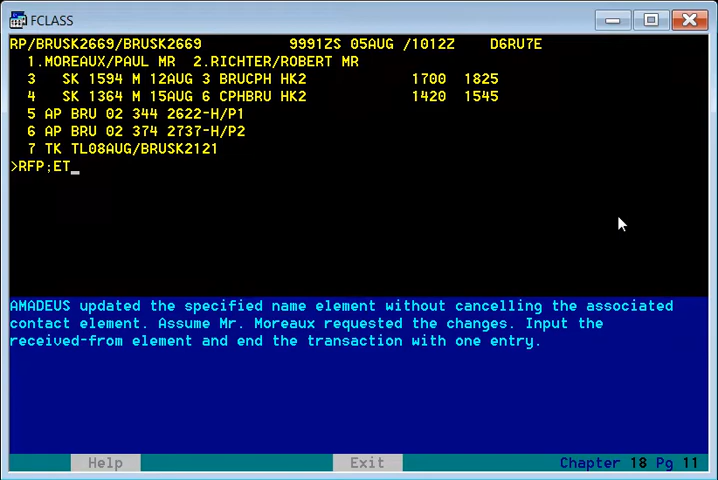 FCLASS
RP/BRUSK2669/BRUSK2669 9991ZS 05AUG /1012Z D6RU7E
1.MOREAUX/PAUL MR 2.RICHTER/ROBERT MR
3 SK 1594 M 12AUG 3 BRUCPH HK2 1700 1825
4 SK 1364 M 15AUG 6 CPHBRU HK2 1420 1545
5 AP BRU 02 344 2622-H/P1
6 AP BRU 02 374 2737-H/P2
7 TK TL08AUG/BRUSK2121
>RFP;ET_
AMADEUS updated the specified name element without cancelling the associated
contact element. Assume Mr. Moreaux requested the changes. Input the
received-from element and end the transaction with one entry.
Help Exit Chapter 18 Pg 11